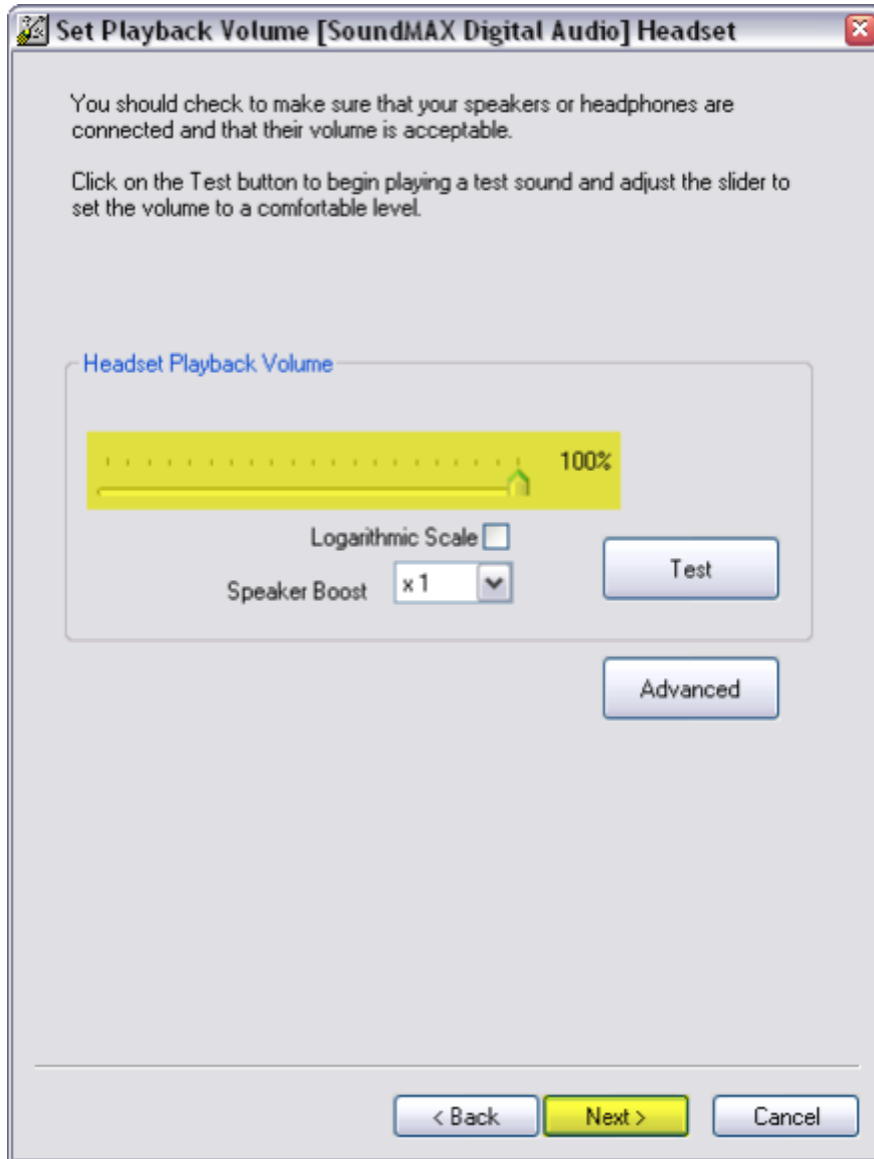 Set Playback Volume [SoundMAX Digital Audio] Headset
You should check to make sure that your speakers or headphones are
connected and that their volume is acceptable.
Click on the Test button to begin playing a test sound and adjust the slider to
set the volume to a comfortable level.
Headset Playback Volume
100%
Logarithmic Scale
Speaker Boost x 1
Test
Advanced
< Back Next > Cancel